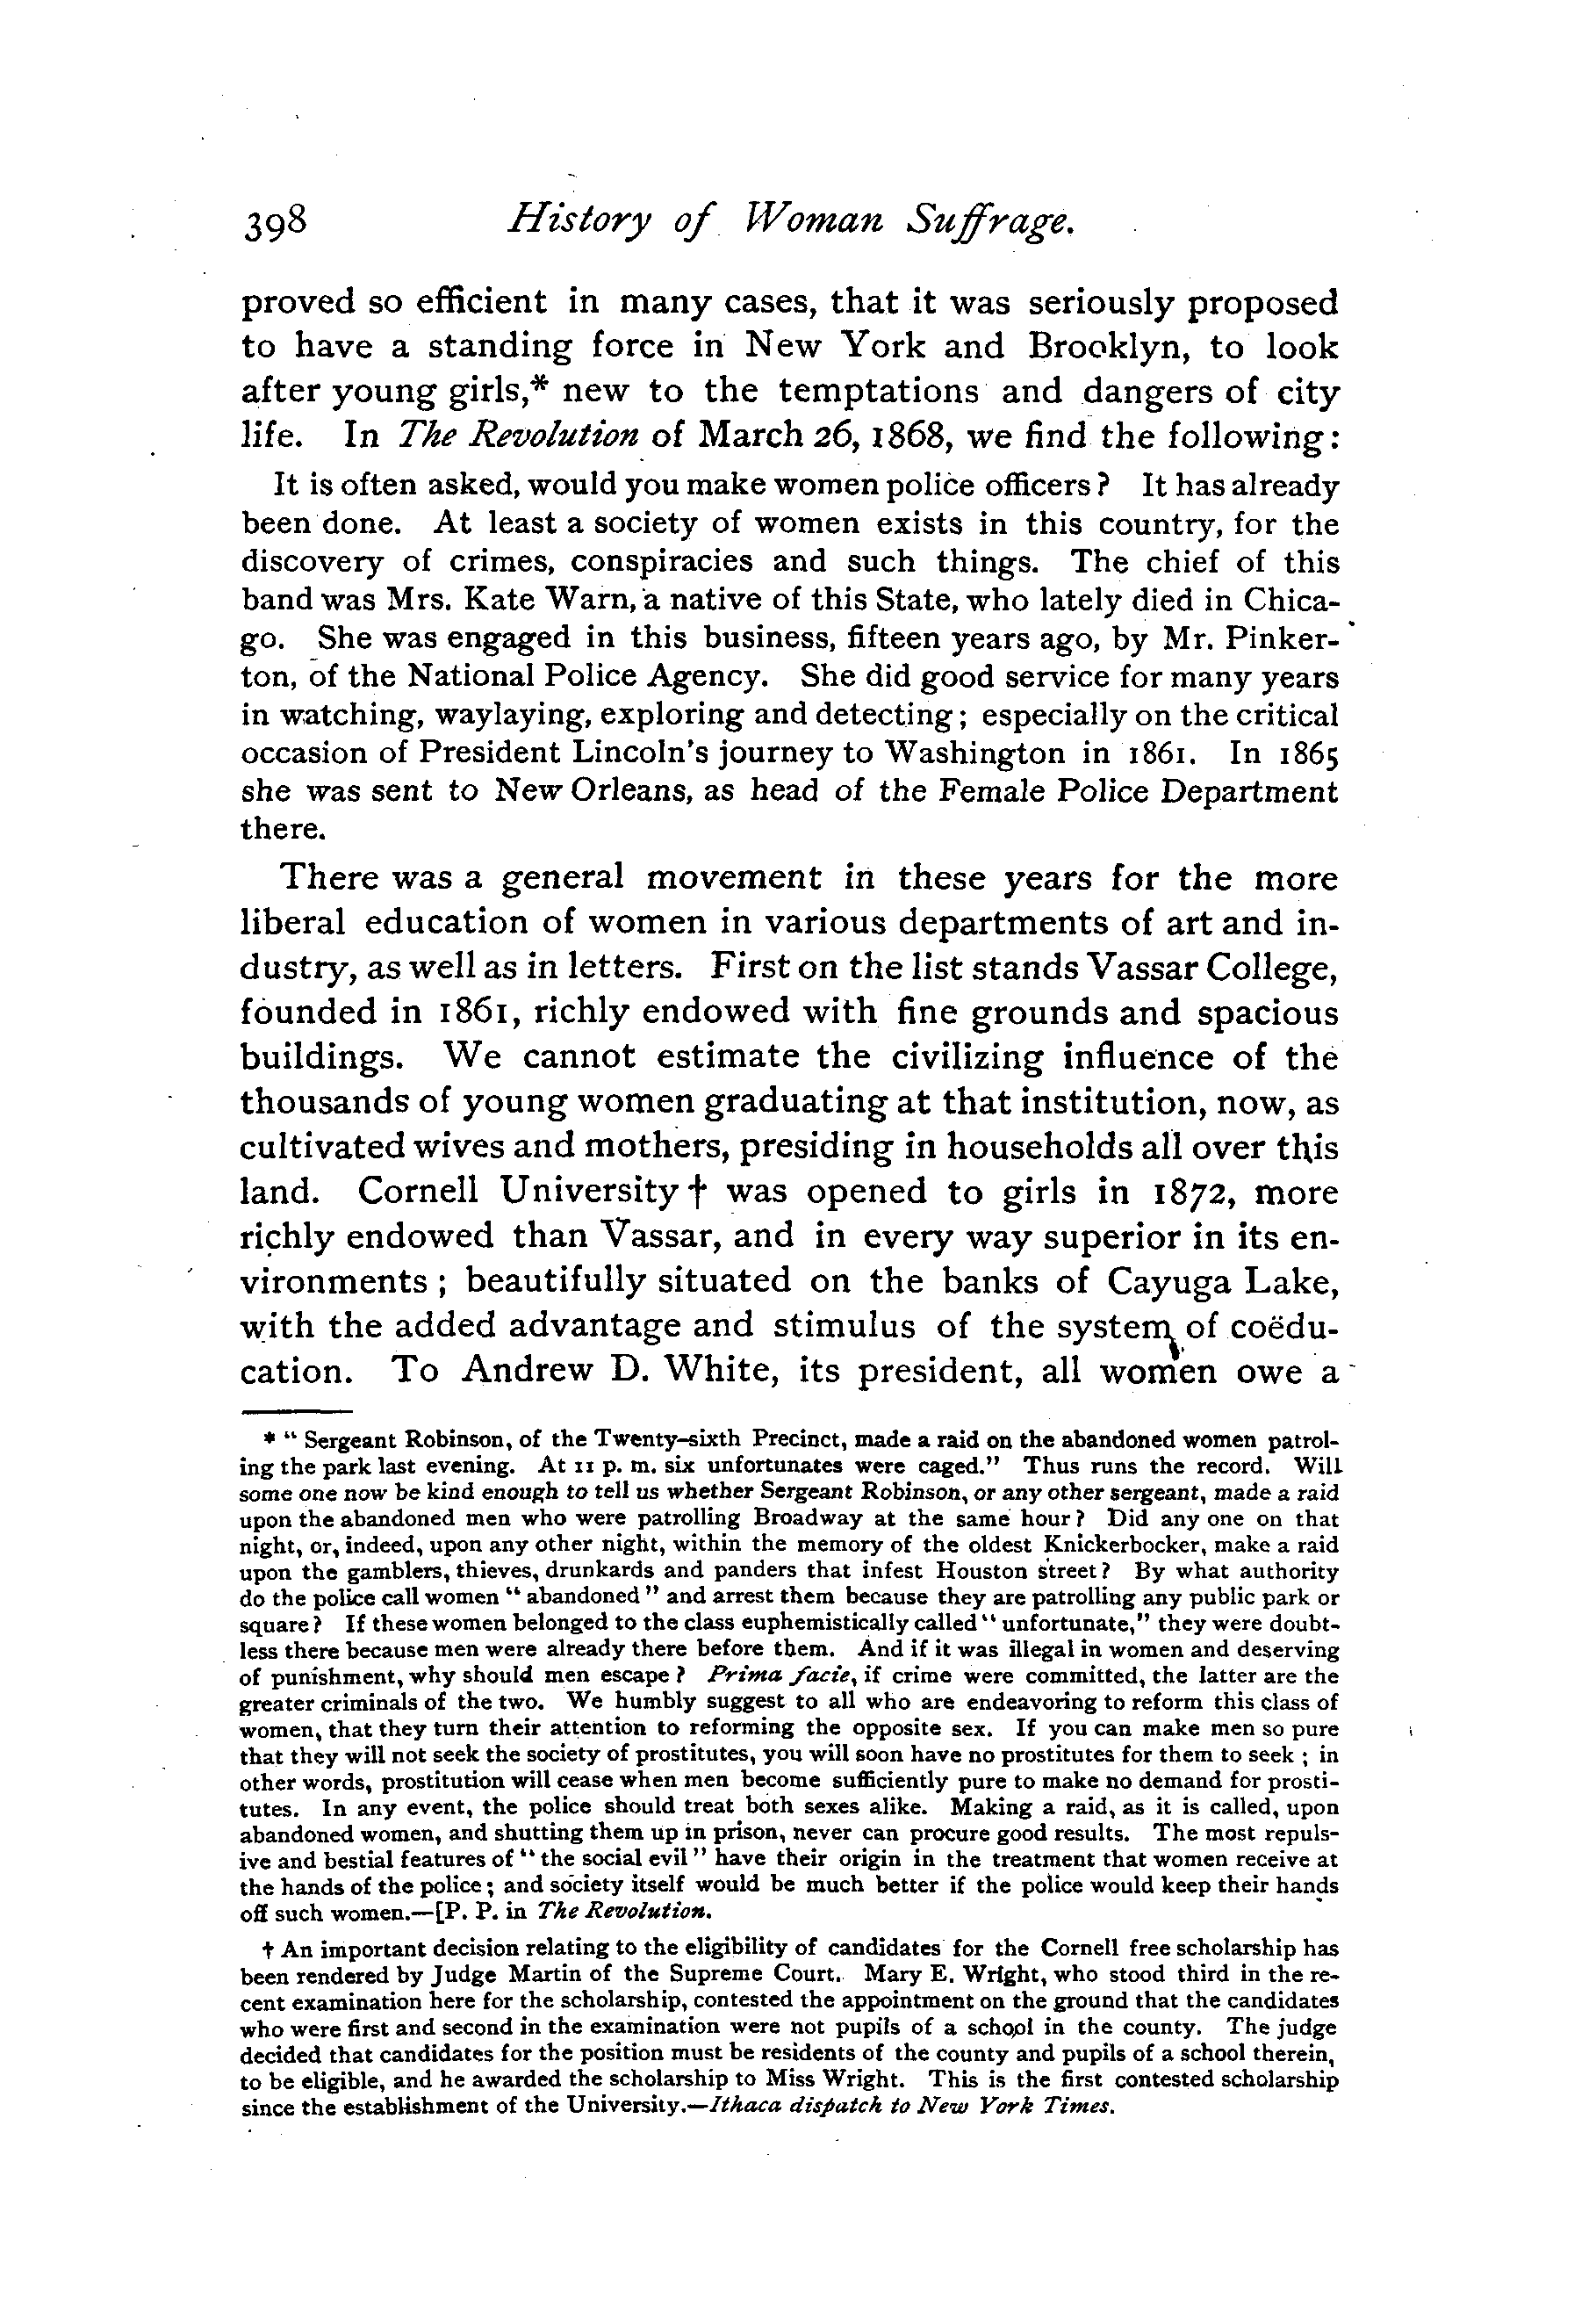 398 History of Woman Suffrage.
proved so efficient in many cases, that it was seriously proposed
to have a standing force in New York and Brooklyn, to look
after young girls,* new to the temptations and dangers of city
life. In The Revolution of March 26, 1868, we find the following:
It is often asked, would you make women police officers? It has already
been done. At least a society of women exists in this country, for the
discovery of crimes, conspiracies and such things. The chief of this
band was Mrs. Kate Warn, a native of this State, who lately died in Chica-
go. She was engaged in this business, fifteen years ago, by Mr. Pinker-
ton, of the National Police Agency. She did good service for many years
in watching, waylaying, exploring and detecting; especially on the critical
occasion of President Lincoln's journey to Washington in 1861. In 1865
she was sent to New Orleans, as head of the Female Police Department
there.
There was a general movement in these years for the more
liberal education of women in various departments of art and in-
dustry, as well as in letters. First on the list stands Vassar College,
founded in 1861, richly endowed with fine grounds and spacious
buildings. We cannot estimate the civilizing influence of the
thousands of young women graduating at that institution, now, as
cultivated wives and mothers, presiding in households all over this
land. Cornell University† was opened to girls in 1872, more
richly endowed than Vassar, and in every way superior in its en-
vironments; beautifully situated on the banks of Cayuga Lake,
with the added advantage and stimulus of the system of coëdu-
cation. To Andrew D. White, its president, all women owe a
* "Sergeant Robinson, of the Twenty-sixth Precinct, made a raid on the abandoned women patrol-
ing the park last evening. At 11 p. m. six unfortunates were caged." Thus runs the record. Will
some one now be kind enough to tell us whether Sergeant Robinson, or any other sergeant, made a raid
upon the abandoned men who were patrolling Broadway at the same hour? Did any one on that
night, or, indeed, upon any other night, within the memory of the oldest Knickerbocker, make a raid
upon the gamblers, thieves, drunkards and panders that infest Houston street? By what authority
do the police call women "abandoned" and arrest them because they are patrolling any public park or
square? If these women belonged to the class euphemistically called "unfortunate," they were doubt-
less there because men were already there before them. And if it was illegal in women and deserving
of punishment, why should men escape? Prima facie, if crime were committed, the latter are the
greater criminals of the two. We humbly suggest to all who are endeavoring to reform this class of
women, that they turn their attention to reforming the opposite sex. If you can make men so pure
that they will not seek the society of prostitutes, you will soon have no prostitutes for them to seek; in
other words, prostitution will cease when men become sufficiently pure to make no demand for prosti-
tutes. In any event, the police should treat both sexes alike. Making a raid, as it is called, upon
abandoned women, and shutting them up in prison, never can procure good results. The most repuls-
ive and bestial features of "the social evil" have their origin in the treatment that women receive at
the hands of the police; and society itself would be much better if the police would keep their hands
off such women.—[P. P. in The Revolution.
† An important decision relating to the eligibility of candidates for the Cornell free scholarship has
been rendered by Judge Martin of the Supreme Court. Mary E. Wright, who stood third in the re-
cent examination here for the scholarship, contested the appointment on the ground that the candidates
who were first and second in the examination were not pupils of a school in the county. The judge
decided that candidates for the position must be residents of the county and pupils of a school therein,
to be eligible, and he awarded the scholarship to Miss Wright. This is the first contested scholarship
since the establishment of the University.—Ithaca dispatch to New York Times.